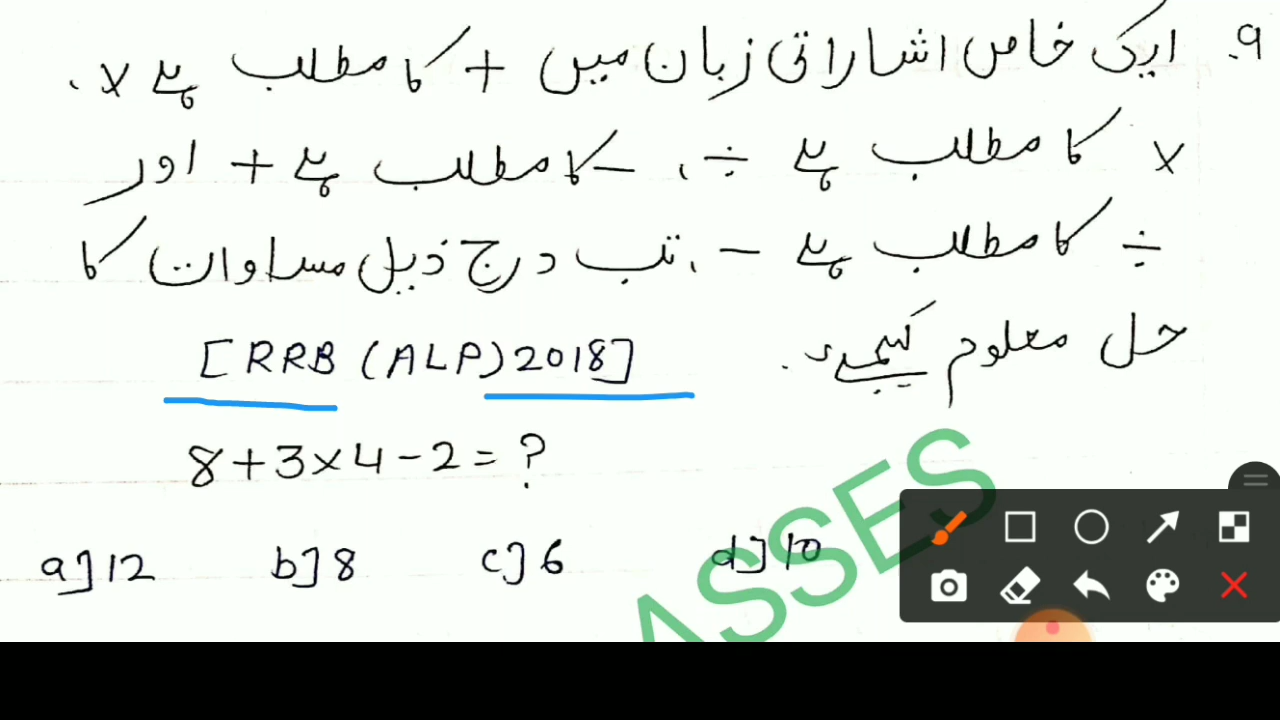 ۹. ایک خاص اشاراتی زبان میں + کا مطلب ہے ×،
× کا مطلب ہے ÷، − کا مطلب ہے + اور
÷ کا مطلب ہے −، تب درج ذیل مساوات کا
حل معلوم کیجیے۔
[RRB (ALP) 2018]
8+3×4-2=?
a]12 b]8 c]6 d]10
ASSES